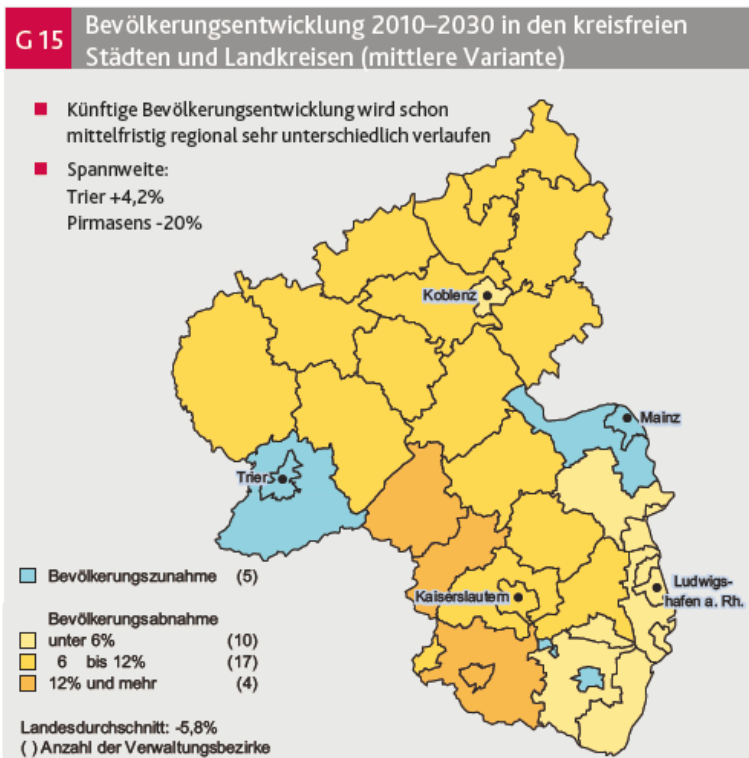 G 15
Bevölkerungsentwicklung 2010–2030 in den kreisfreien
Städten und Landkreisen (mittlere Variante)
Künftige Bevölkerungsentwicklung wird schon
mittelfristig regional sehr unterschiedlich verlaufen
Spannweite:
Trier +4,2%
Pirmasens -20%
Koblenz
Mainz
Trier
Kaiserslautern
Ludwigs-
hafen a. Rh.
Bevölkerungszunahme (5)
Bevölkerungsabnahme
unter 6% (10)
6 bis 12% (17)
12% und mehr (4)
Landesdurchschnitt: -5,8%
( ) Anzahl der Verwaltungsbezirke